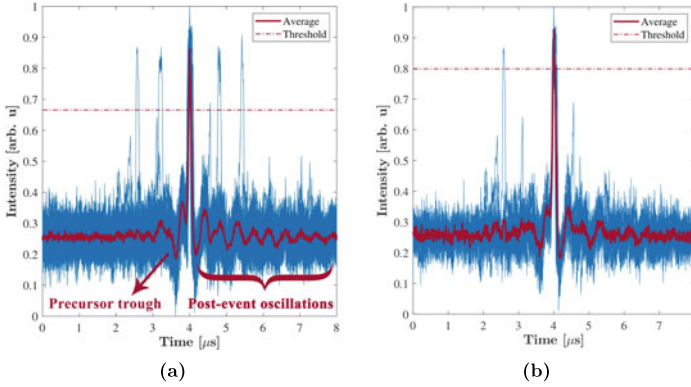 Average
Threshold
Intensity [arb. u]
1
0.9
0.8
0.7
0.6
0.5
0.4
0.3
0.2
0.1
0
Precursor trough
Post-event oscillations
0 1 2 3 4 5 6 7 8
Time [μs]
(a)
Average
Threshold
Intensity [arb. u]
1
0.9
0.8
0.7
0.6
0.5
0.4
0.3
0.2
0.1
0
0 1 2 3 4 5 6 7
Time [μs]
(b)